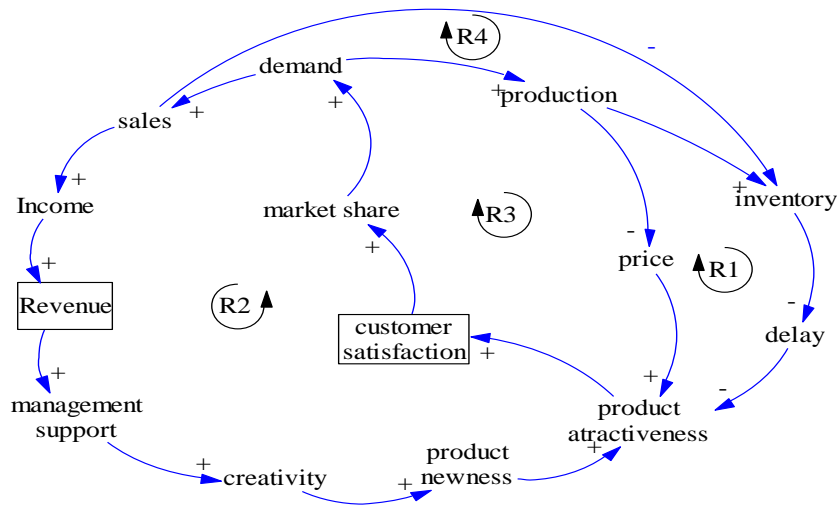 R4
-
demand
+
+
production
sales
+
Income
+
market share
R3
+
inventory
+
-
price
R1
+
Revenue
R2
-
delay
customer
satisfaction
+
+
+
-
management
support
product
atractiveness
+
product
newness
+
+
creativity